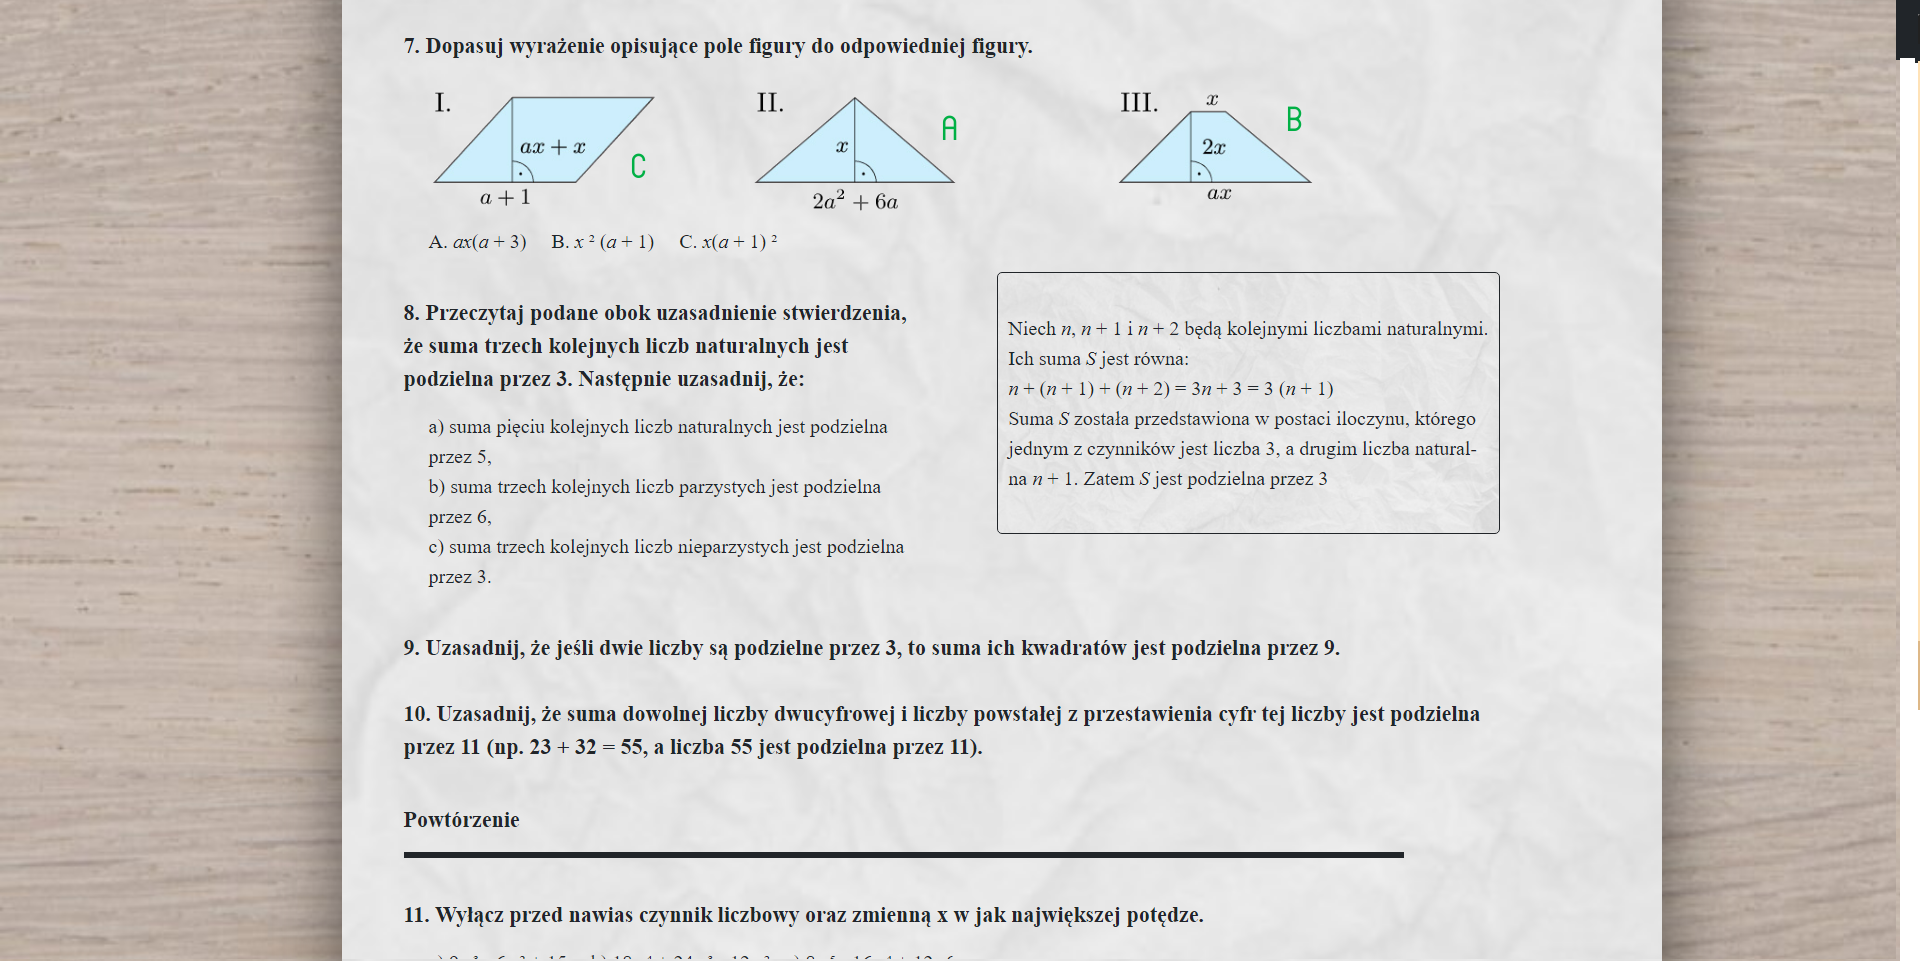 7. Dopasuj wyrażenie opisujące pole figury do odpowiedniej figury.
I.
ax + x
a + 1
C
II.
x
2a² + 6a
A
III.
x
2x
ax
B
A. ax(a + 3) B. x ² (a + 1) C. x(a + 1) ²
8. Przeczytaj podane obok uzasadnienie stwierdzenia,
że suma trzech kolejnych liczb naturalnych jest
podzielna przez 3. Następnie uzasadnij, że:
a) suma pięciu kolejnych liczb naturalnych jest podzielna
przez 5,
b) suma trzech kolejnych liczb parzystych jest podzielna
przez 6,
c) suma trzech kolejnych liczb nieparzystych jest podzielna
przez 3.
Niech n, n + 1 i n + 2 będą kolejnymi liczbami naturalnymi.
Ich suma S jest równa:
n + (n + 1) + (n + 2) = 3n + 3 = 3 (n + 1)
Suma S została przedstawiona w postaci iloczynu, którego
jednym z czynników jest liczba 3, a drugim liczba natural-
na n + 1. Zatem S jest podzielna przez 3
9. Uzasadnij, że jeśli dwie liczby są podzielne przez 3, to suma ich kwadratów jest podzielna przez 9.
10. Uzasadnij, że suma dowolnej liczby dwucyfrowej i liczby powstałej z przestawienia cyfr tej liczby jest podzielna
przez 11 (np. 23 + 32 = 55, a liczba 55 jest podzielna przez 11).
Powtórzenie
11. Wyłącz przed nawias czynnik liczbowy oraz zmienną x w jak największej potędze.